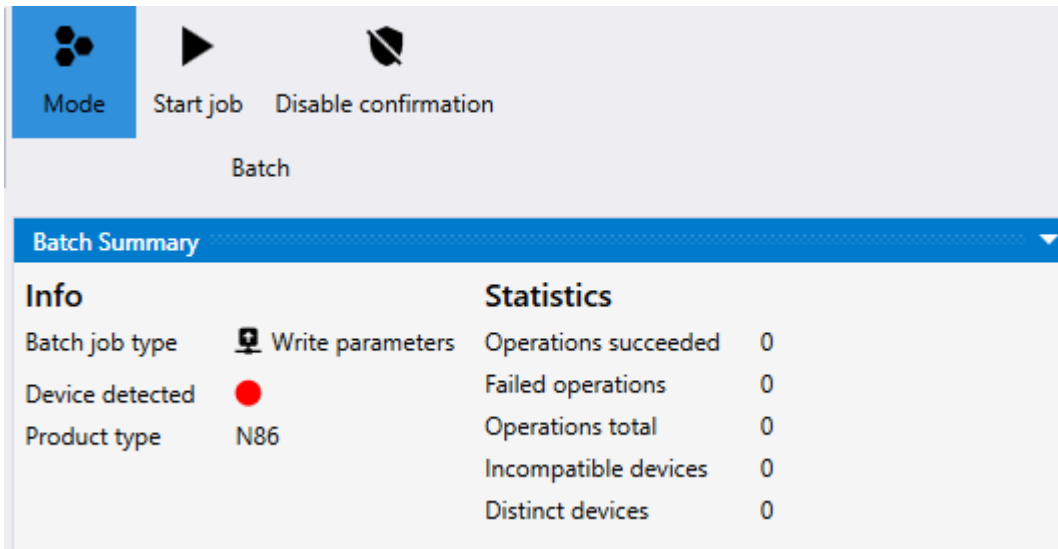 Mode Start job Disable confirmation
Batch
Batch Summary
Info
Batch job type Write parameters
Device detected
Product type N86
Statistics
Operations succeeded 0
Failed operations 0
Operations total 0
Incompatible devices 0
Distinct devices 0